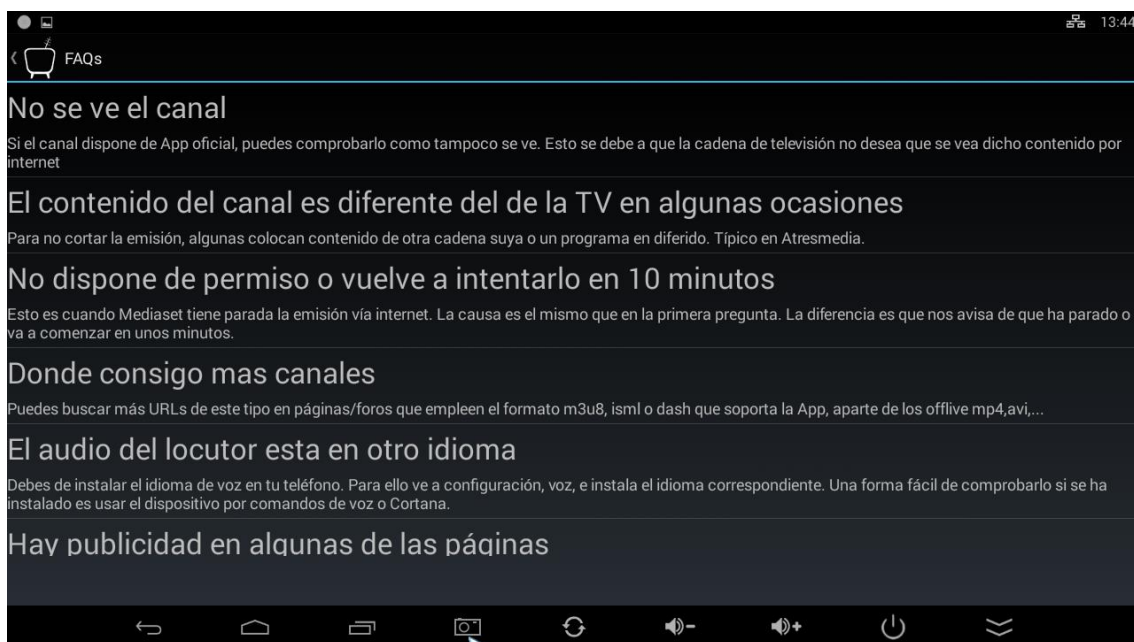 13:44
FAQs
No se ve el canal
Si el canal dispone de App oficial, puedes comprobarlo como tampoco se ve. Esto se debe a que la cadena de televisión no desea que se vea dicho contenido por
internet
El contenido del canal es diferente del de la TV en algunas ocasiones
Para no cortar la emisión, algunas colocan contenido de otra cadena suya o un programa en diferido. Típico en Atresmedia.
No dispone de permiso o vuelve a intentarlo en 10 minutos
Esto es cuando Mediaset tiene parada la emisión vía internet. La causa es el mismo que en la primera pregunta. La diferencia es que nos avisa de que ha parado o
va a comenzar en unos minutos.
Donde consigo mas canales
Puedes buscar más URLs de este tipo en páginas/foros que empleen el formato m3u8, isml o dash que soporta la App, aparte de los offlive mp4,avi,...
El audio del locutor esta en otro idioma
Debes de instalar el idioma de voz en tu teléfono. Para ello ve a configuración, voz, e instala el idioma correspondiente. Una forma fácil de comprobarlo si se ha
instalado es usar el dispositivo por comandos de voz o Cortana.
Hay publicidad en algunas de las páginas